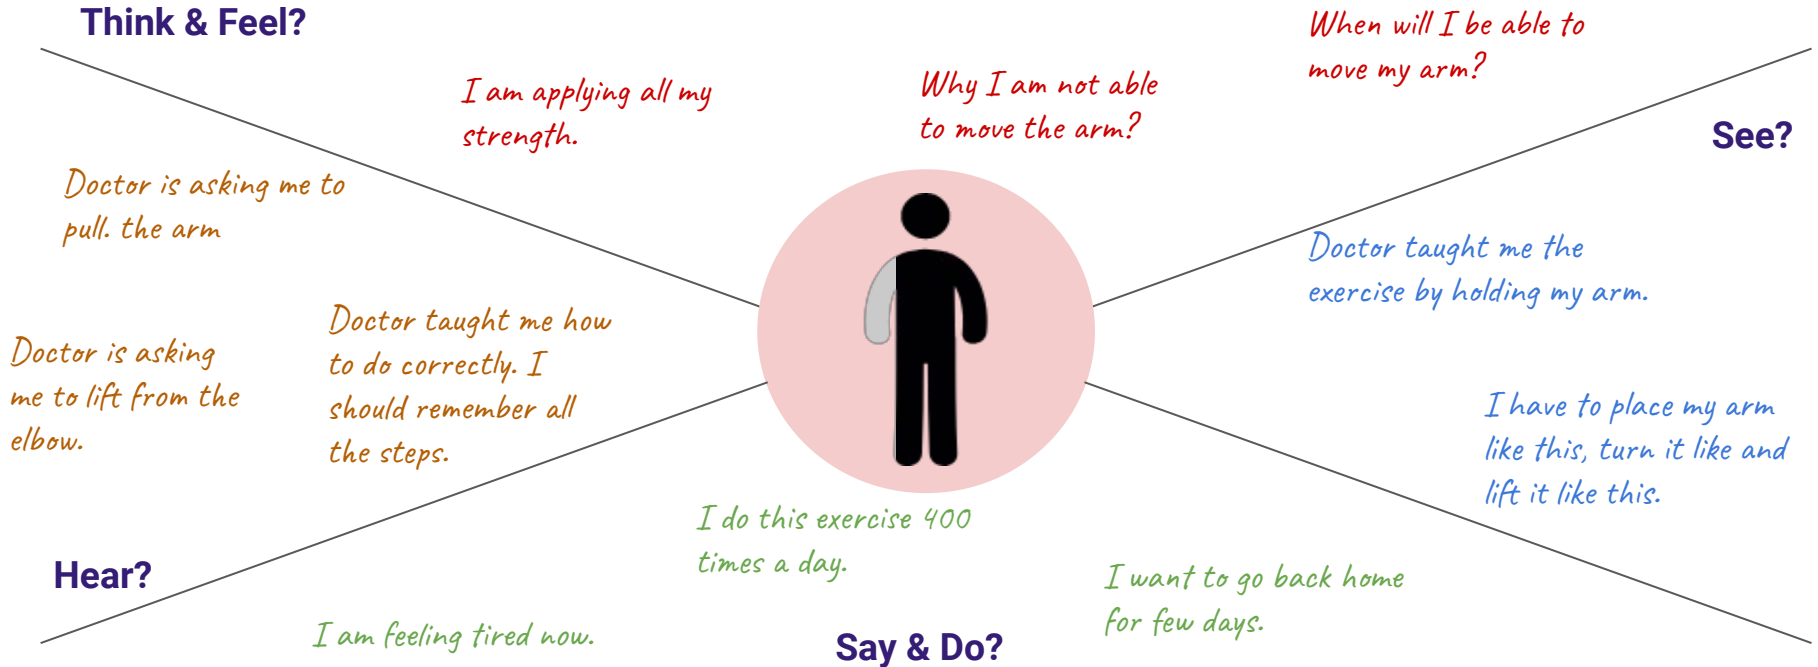 Think & Feel?
I am applying all my
strength.
Why I am not able
to move the arm?
When will I be able to
move my arm?
See?
Doctor taught me the
exercise by holding my arm.
I have to place my arm
like this, turn it like and
lift it like this.
Doctor is asking me to
pull. the arm
Doctor is asking
me to lift from the
elbow.
Doctor taught me how
to do correctly. I
should remember all
the steps.
Hear?
I do this exercise 400
times a day.
I want to go back home
for few days.
I am feeling tired now.
Say & Do?